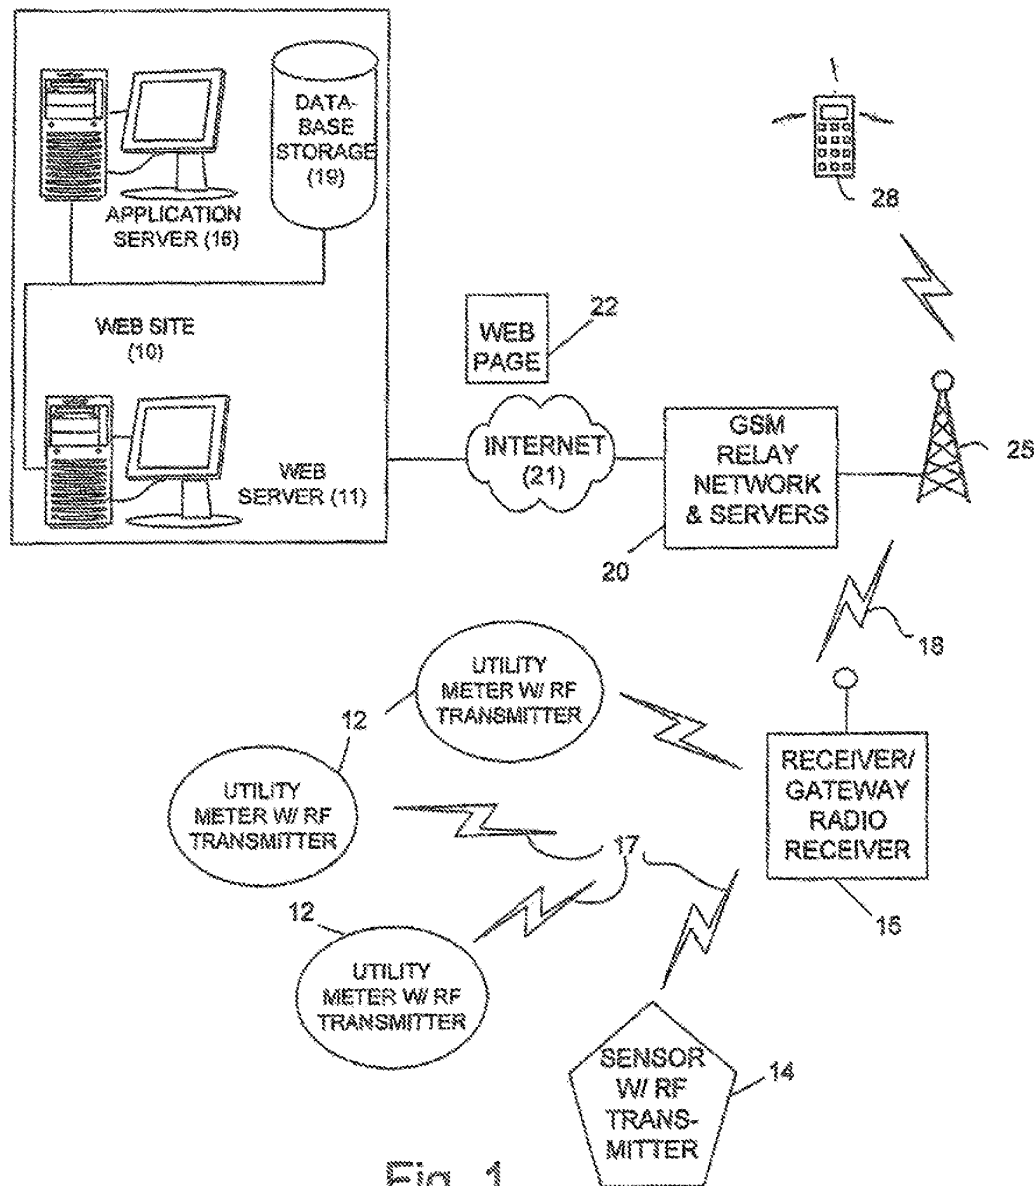 DATA-
BASE
STORAGE
(19)
APPLICATION
SERVER (16)
WEB SITE
(10)
WEB
SERVER (11)
28
22
WEB
PAGE
INTERNET
(21)
GSM
RELAY
NETWORK
& SERVERS
20
25
18
UTILITY
METER W/ RF
TRANSMITTER
12
UTILITY
METER W/ RF
TRANSMITTER
17
RECEIVER/
GATEWAY
RADIO
RECEIVER
15
12
UTILITY
METER W/ RF
TRANSMITTER
SENSOR
W/ RF
TRANS-
MITTER
14
Fig. 1